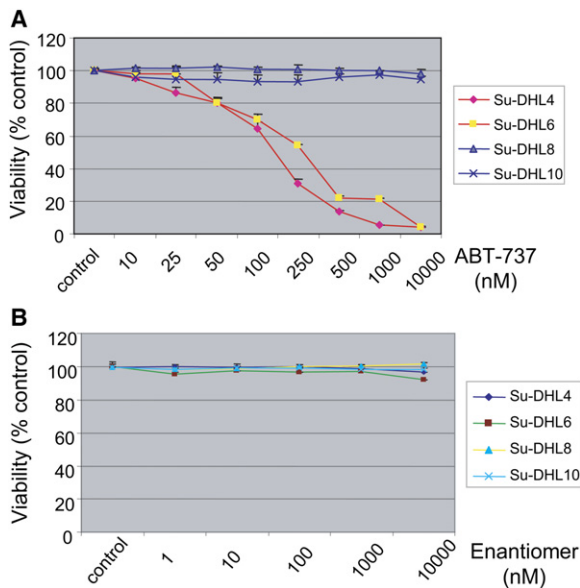 A
Viability (% control)
120
100
80
60
40
20
0
control
10
25
50
100
250
500
1000
10000
ABT-737
(nM)
Su-DHL4
Su-DHL6
Su-DHL8
Su-DHL10
B
Viability (% control)
120
100
80
60
40
20
0
control
1
10
100
1000
10000
Enantiomer
(nM)
Su-DHL4
Su-DHL6
Su-DHL8
Su-DHL10